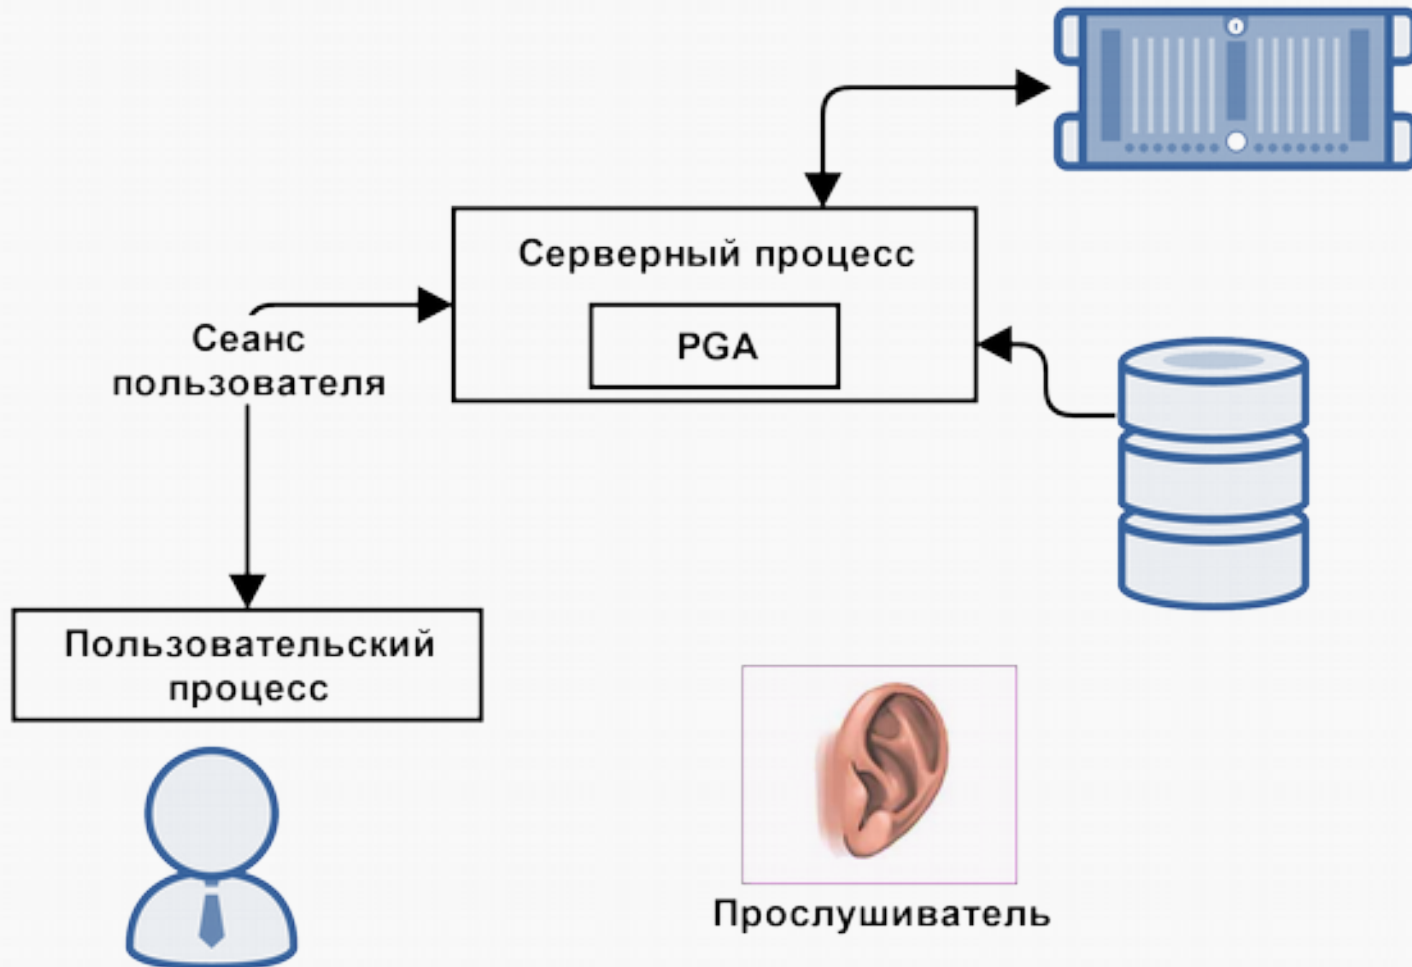 Серверный процесс
PGA
Сеанс
пользователя
Пользовательский
процесс
Прослушиватель